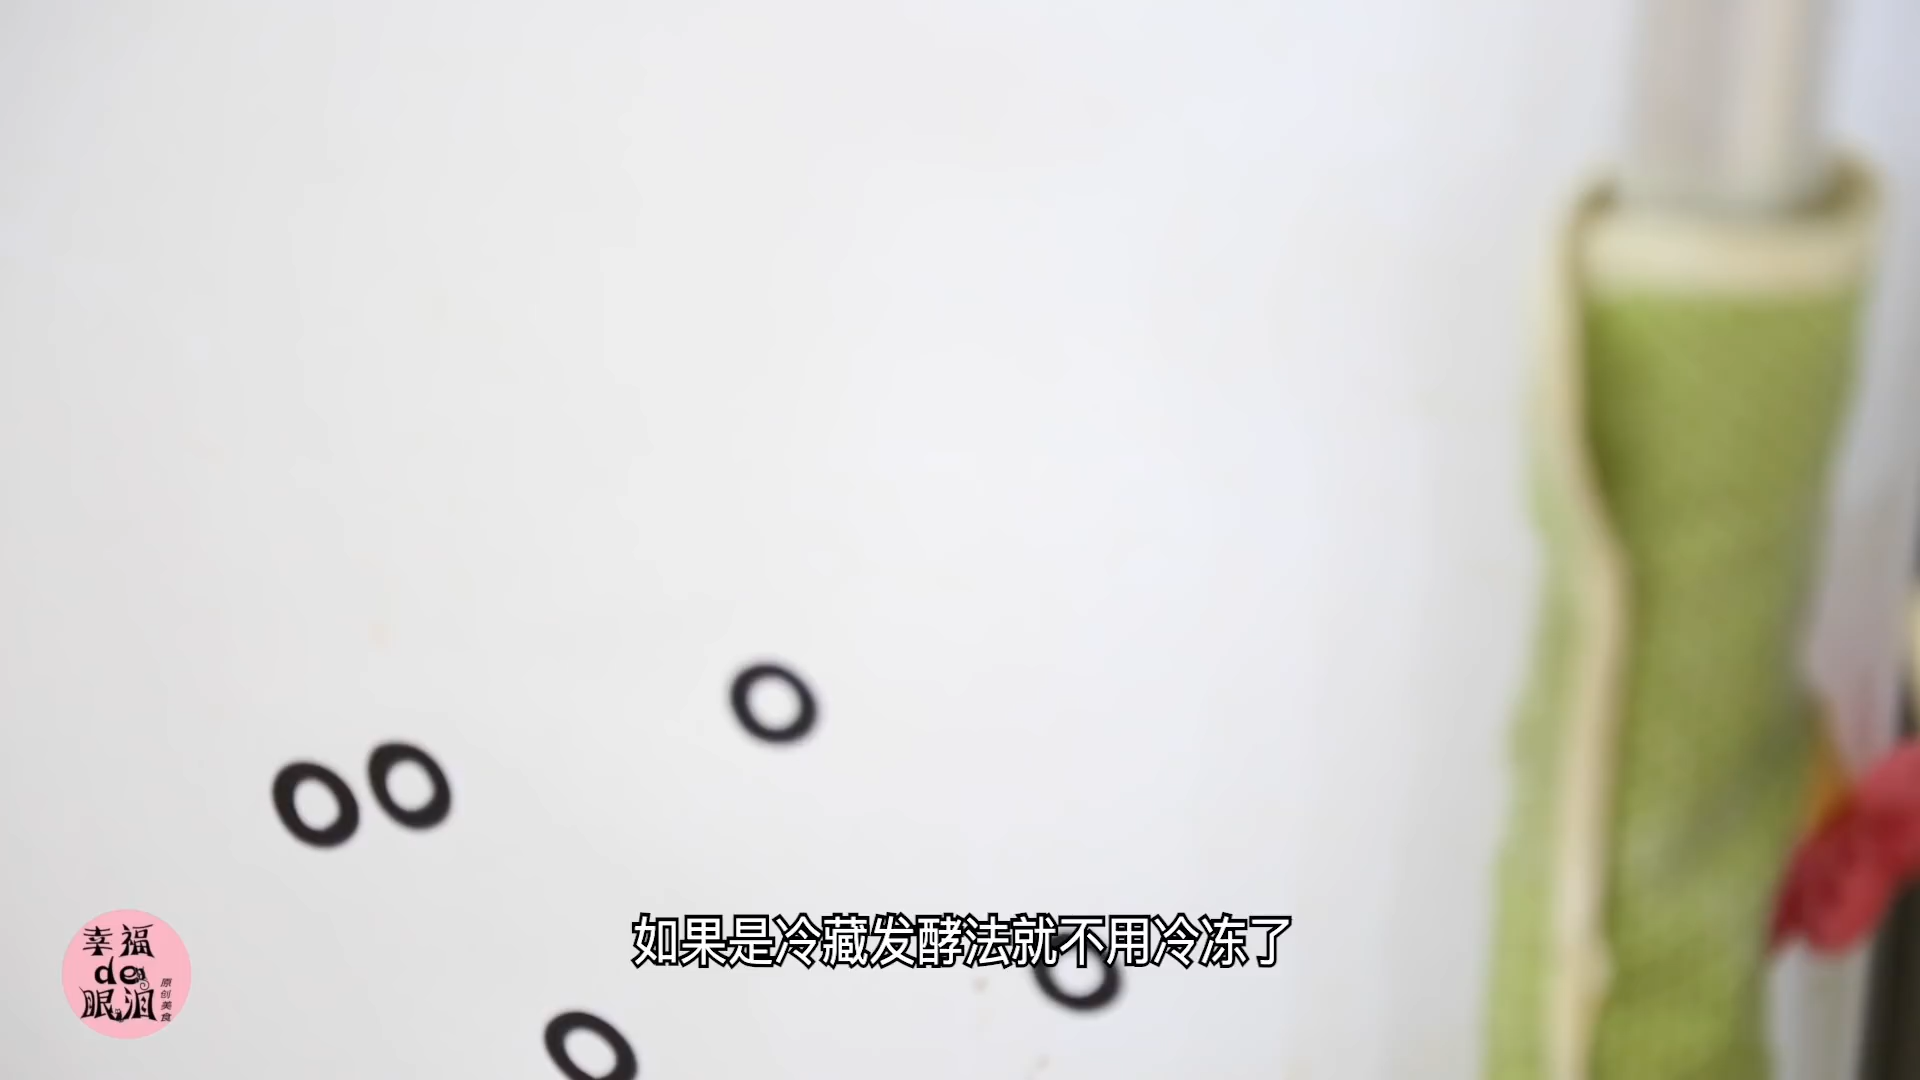 如果是冷藏发酵法就不用冷冻了
幸福
de
眼泪
原创美食